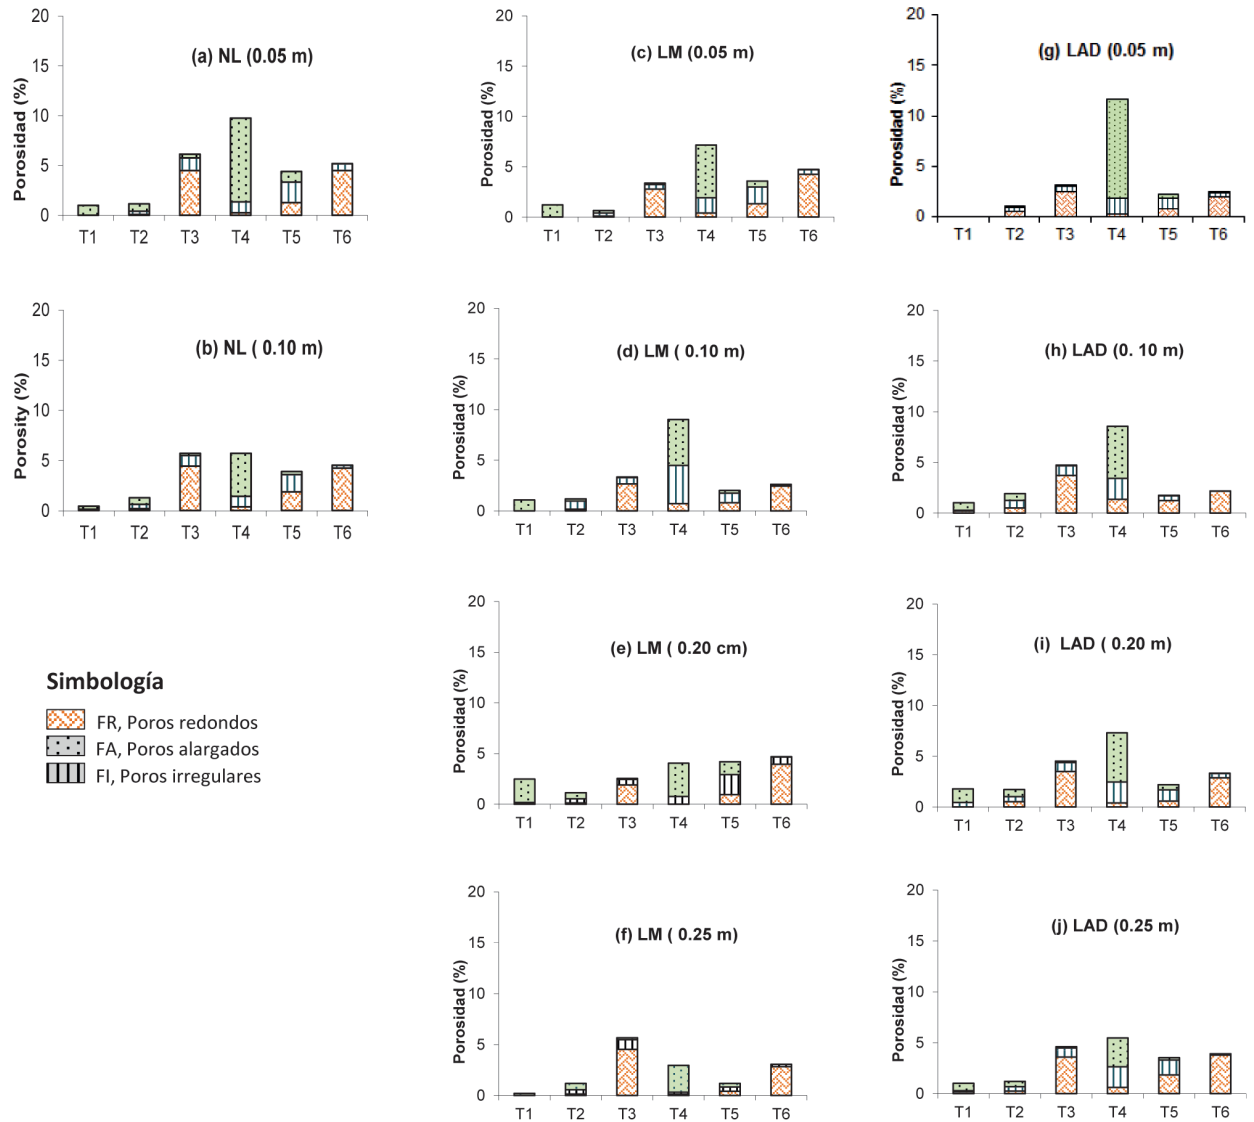 (a) NL (0.05 m)
Porosidad (%)
20
15
10
5
0
T1 T2 T3 T4 T5 T6
(c) LM (0.05 m)
Porosidad (%)
20
15
10
5
0
T1 T2 T3 T4 T5 T6
(g) LAD (0.05 m)
Porosidad (%)
20
15
10
5
0
T1 T2 T3 T4 T5 T6
(b) NL ( 0.10 m)
Porosity (%)
20
15
10
5
0
T1 T2 T3 T4 T5 T6
(d) LM ( 0.10 m)
Porosidad (%)
20
15
10
5
0
T1 T2 T3 T4 T5 T6
(h) LAD (0. 10 m)
Porosidad (%)
20
15
10
5
0
T1 T2 T3 T4 T5 T6
Simbología
FR, Poros redondos
FA, Poros alargados
FI, Poros irregulares
(e) LM ( 0.20 cm)
Porosidad (%)
20
15
10
5
0
T1 T2 T3 T4 T5 T6
(i) LAD ( 0.20 m)
Porosidad (%)
20
15
10
5
0
T1 T2 T3 T4 T5 T6
(f) LM ( 0.25 m)
Porosidad (%)
20
15
10
5
0
T1 T2 T3 T4 T5 T6
(j) LAD (0.25 m)
Porosidad (%)
20
15
10
5
0
T1 T2 T3 T4 T5 T6